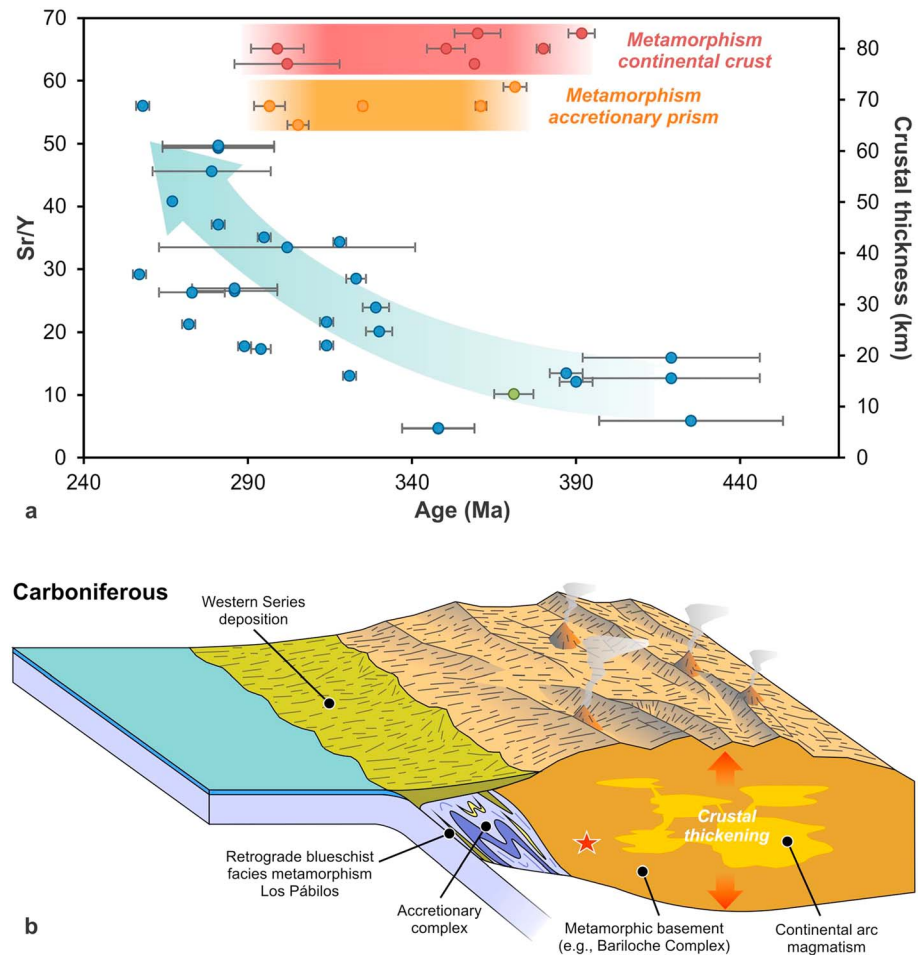 70
60
50
40
30
20
10
0
Sr/Y
80
70
60
50
40
30
20
10
0
Crustal thickness (km)
Metamorphism
continental crust
Metamorphism
accretionary prism
240
290
340
390
440
Age (Ma)
a
Carboniferous
Western Series
deposition
Crustal
thickening
Retrograde blueschist
facies metamorphism
Los Pábilos
Accretionary
complex
Metamorphic basement
(e.g., Bariloche Complex)
Continental arc
magmatism
b